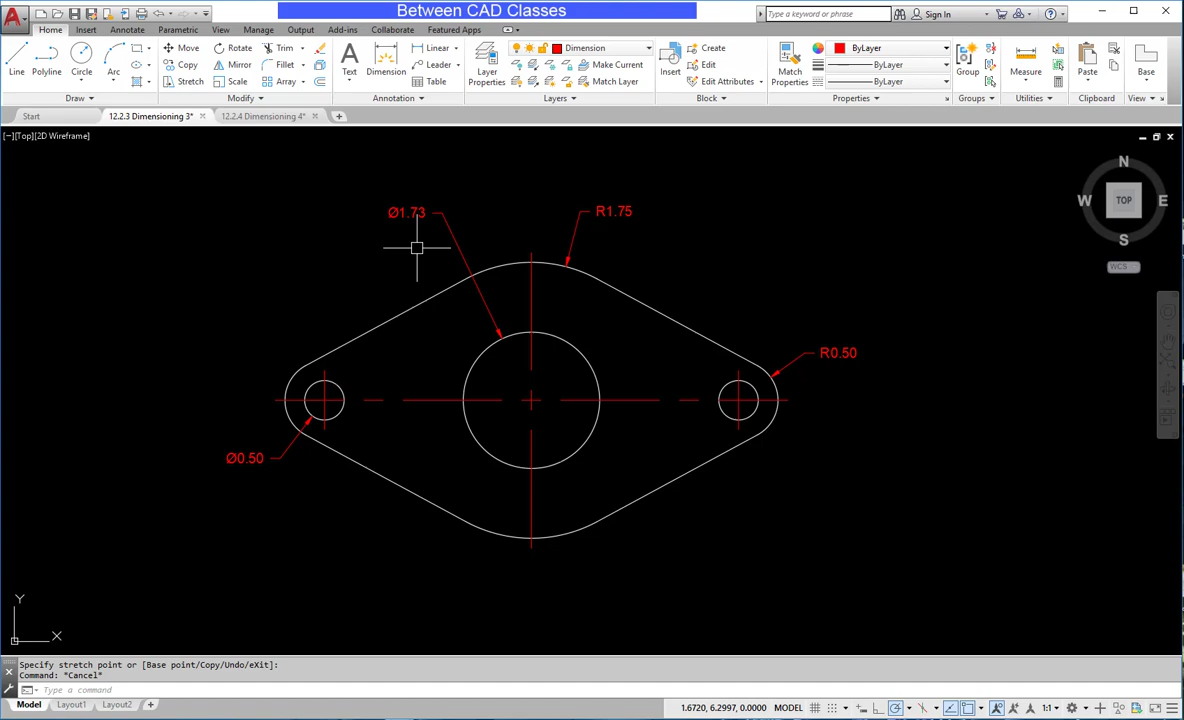 Between CAD Classes
Type a keyword or phrase
Sign In
Home Insert Annotate Parametric View Manage Output Add-ins Collaborate Featured Apps
Line Polyline Circle Arc
Move Rotate Trim
Copy Mirror Fillet
Stretch Scale Array
Text Dimension
Linear
Leader
Table
Layer
Properties
Dimension
Make Current
Match Layer
Insert
Create
Edit
Edit Attributes
Match
Properties
ByLayer
ByLayer
ByLayer
Group
Measure
Paste
Base
Draw Modify Annotation Layers Block Properties Groups Utilities Clipboard View
Start 12.2.3 Dimensioning 3* 12.2.4 Dimensioning 4*
[−][Top][2D Wireframe]
N
W TOP E
S
WCS
Ø1.73 R1.75
R0.50
Ø0.50
Y
X
Specify stretch point or [Base point/Copy/Undo/eXit]:
Command: *Cancel*
Type a command
Model Layout1 Layout2
1.6720, 6.2997, 0.0000 MODEL 1:1